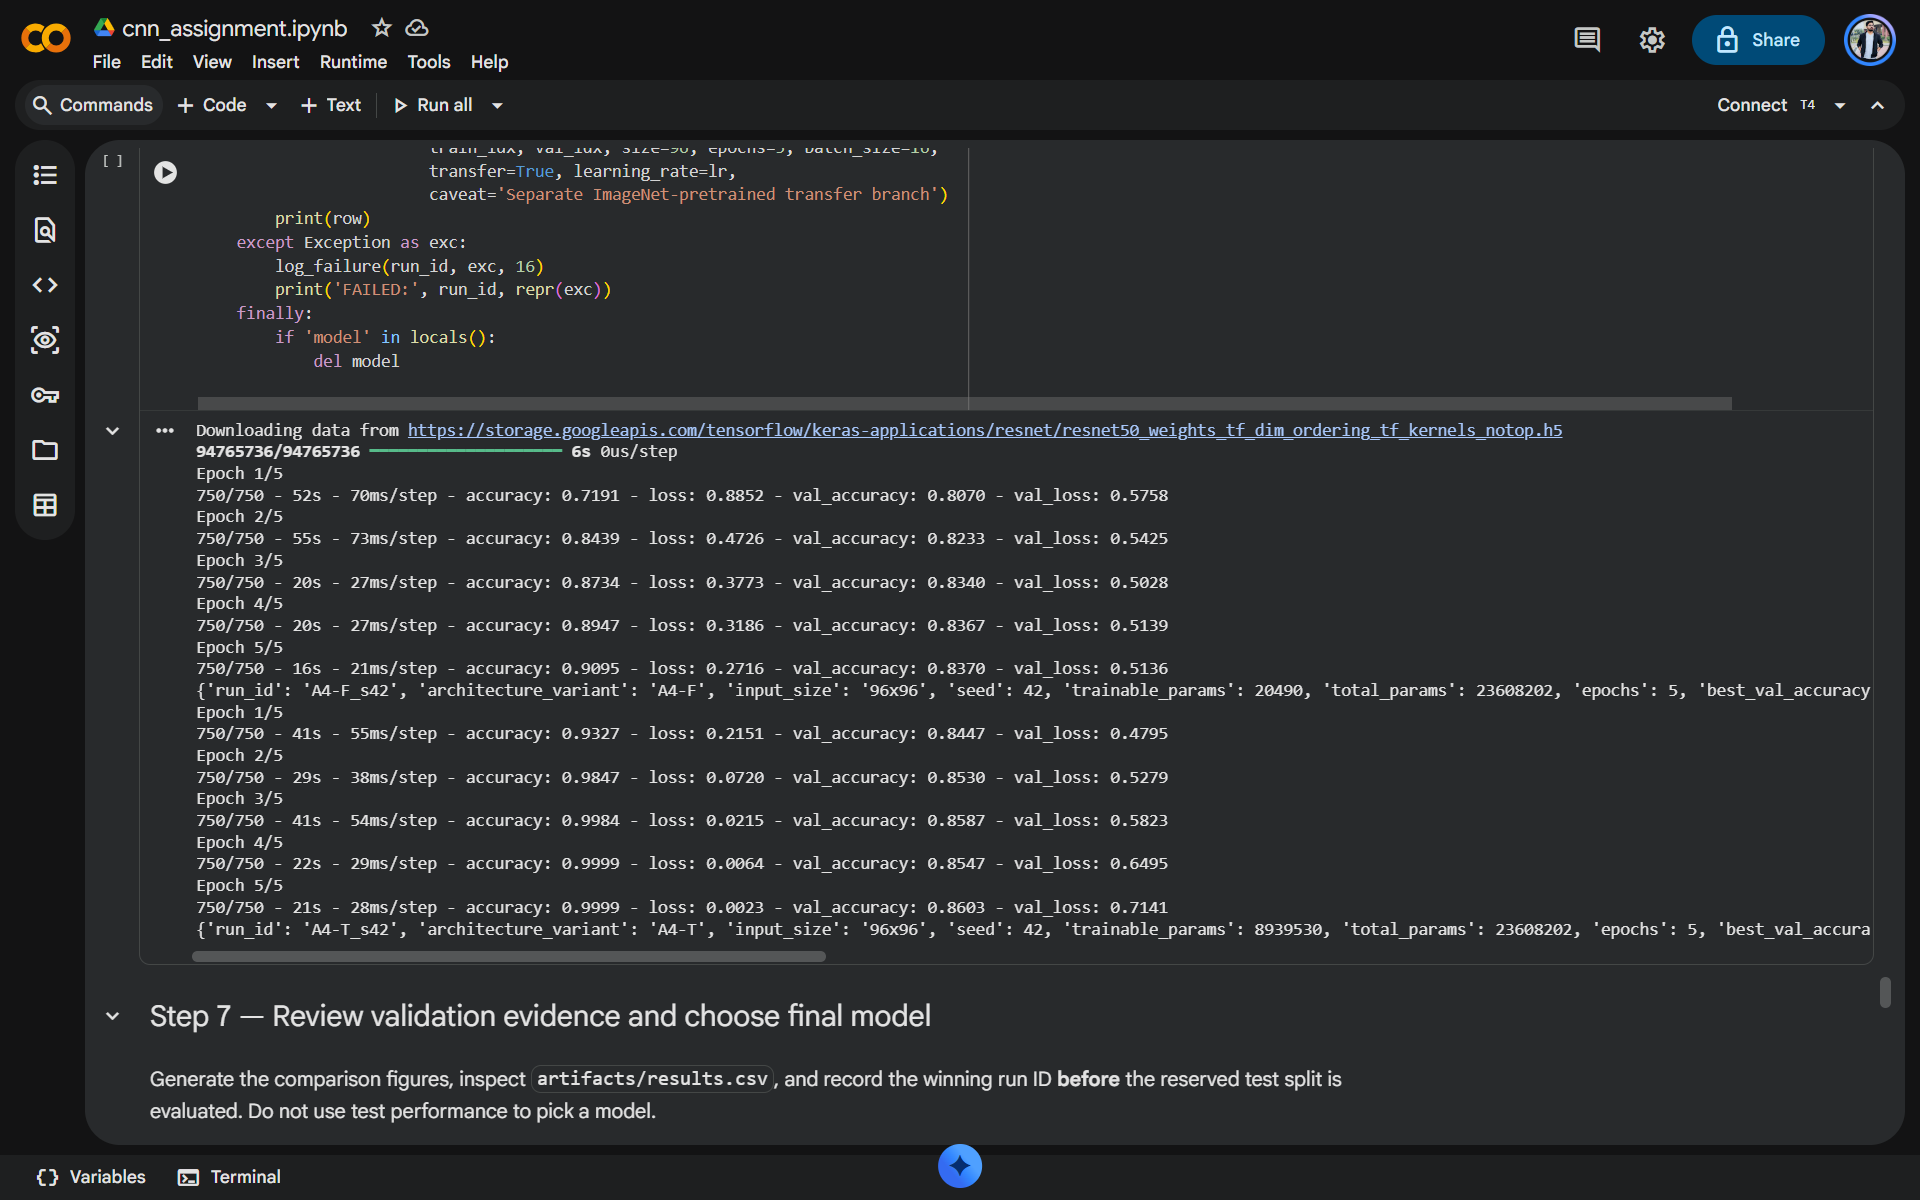 cnn_assignment.ipynb
File Edit View Insert Runtime Tools Help
Share
Commands + Code + Text Run all
Connect T4
[ ]
train_idx, val_idx, size=96, epochs=5, batch_size=16,
transfer=True, learning_rate=lr,
caveat='Separate ImageNet-pretrained transfer branch')
print(row)
except Exception as exc:
log_failure(run_id, exc, 16)
print('FAILED:', run_id, repr(exc))
finally:
if 'model' in locals():
del model
Downloading data from https://storage.googleapis.com/tensorflow/keras-applications/resnet/resnet50_weights_tf_dim_ordering_tf_kernels_notop.h5
94765736/94765736 ━━━━━━━━━━━━━━━━━━━━ 6s 0us/step
Epoch 1/5
750/750 - 52s - 70ms/step - accuracy: 0.7191 - loss: 0.8852 - val_accuracy: 0.8070 - val_loss: 0.5758
Epoch 2/5
750/750 - 55s - 73ms/step - accuracy: 0.8439 - loss: 0.4726 - val_accuracy: 0.8233 - val_loss: 0.5425
Epoch 3/5
750/750 - 20s - 27ms/step - accuracy: 0.8734 - loss: 0.3773 - val_accuracy: 0.8340 - val_loss: 0.5028
Epoch 4/5
750/750 - 20s - 27ms/step - accuracy: 0.8947 - loss: 0.3186 - val_accuracy: 0.8367 - val_loss: 0.5139
Epoch 5/5
750/750 - 16s - 21ms/step - accuracy: 0.9095 - loss: 0.2716 - val_accuracy: 0.8370 - val_loss: 0.5136
{'run_id': 'A4-F_s42', 'architecture_variant': 'A4-F', 'input_size': '96x96', 'seed': 42, 'trainable_params': 20490, 'total_params': 23608202, 'epochs': 5, 'best_val_accuracy
Epoch 1/5
750/750 - 41s - 55ms/step - accuracy: 0.9327 - loss: 0.2151 - val_accuracy: 0.8447 - val_loss: 0.4795
Epoch 2/5
750/750 - 29s - 38ms/step - accuracy: 0.9847 - loss: 0.0720 - val_accuracy: 0.8530 - val_loss: 0.5279
Epoch 3/5
750/750 - 41s - 54ms/step - accuracy: 0.9984 - loss: 0.0215 - val_accuracy: 0.8587 - val_loss: 0.5823
Epoch 4/5
750/750 - 22s - 29ms/step - accuracy: 0.9999 - loss: 0.0064 - val_accuracy: 0.8547 - val_loss: 0.6495
Epoch 5/5
750/750 - 21s - 28ms/step - accuracy: 0.9999 - loss: 0.0023 - val_accuracy: 0.8603 - val_loss: 0.7141
{'run_id': 'A4-T_s42', 'architecture_variant': 'A4-T', 'input_size': '96x96', 'seed': 42, 'trainable_params': 8939530, 'total_params': 23608202, 'epochs': 5, 'best_val_accura
Step 7 — Review validation evidence and choose final model
Generate the comparison figures, inspect artifacts/results.csv, and record the winning run ID before the reserved test split is
evaluated. Do not use test performance to pick a model.
Variables Terminal